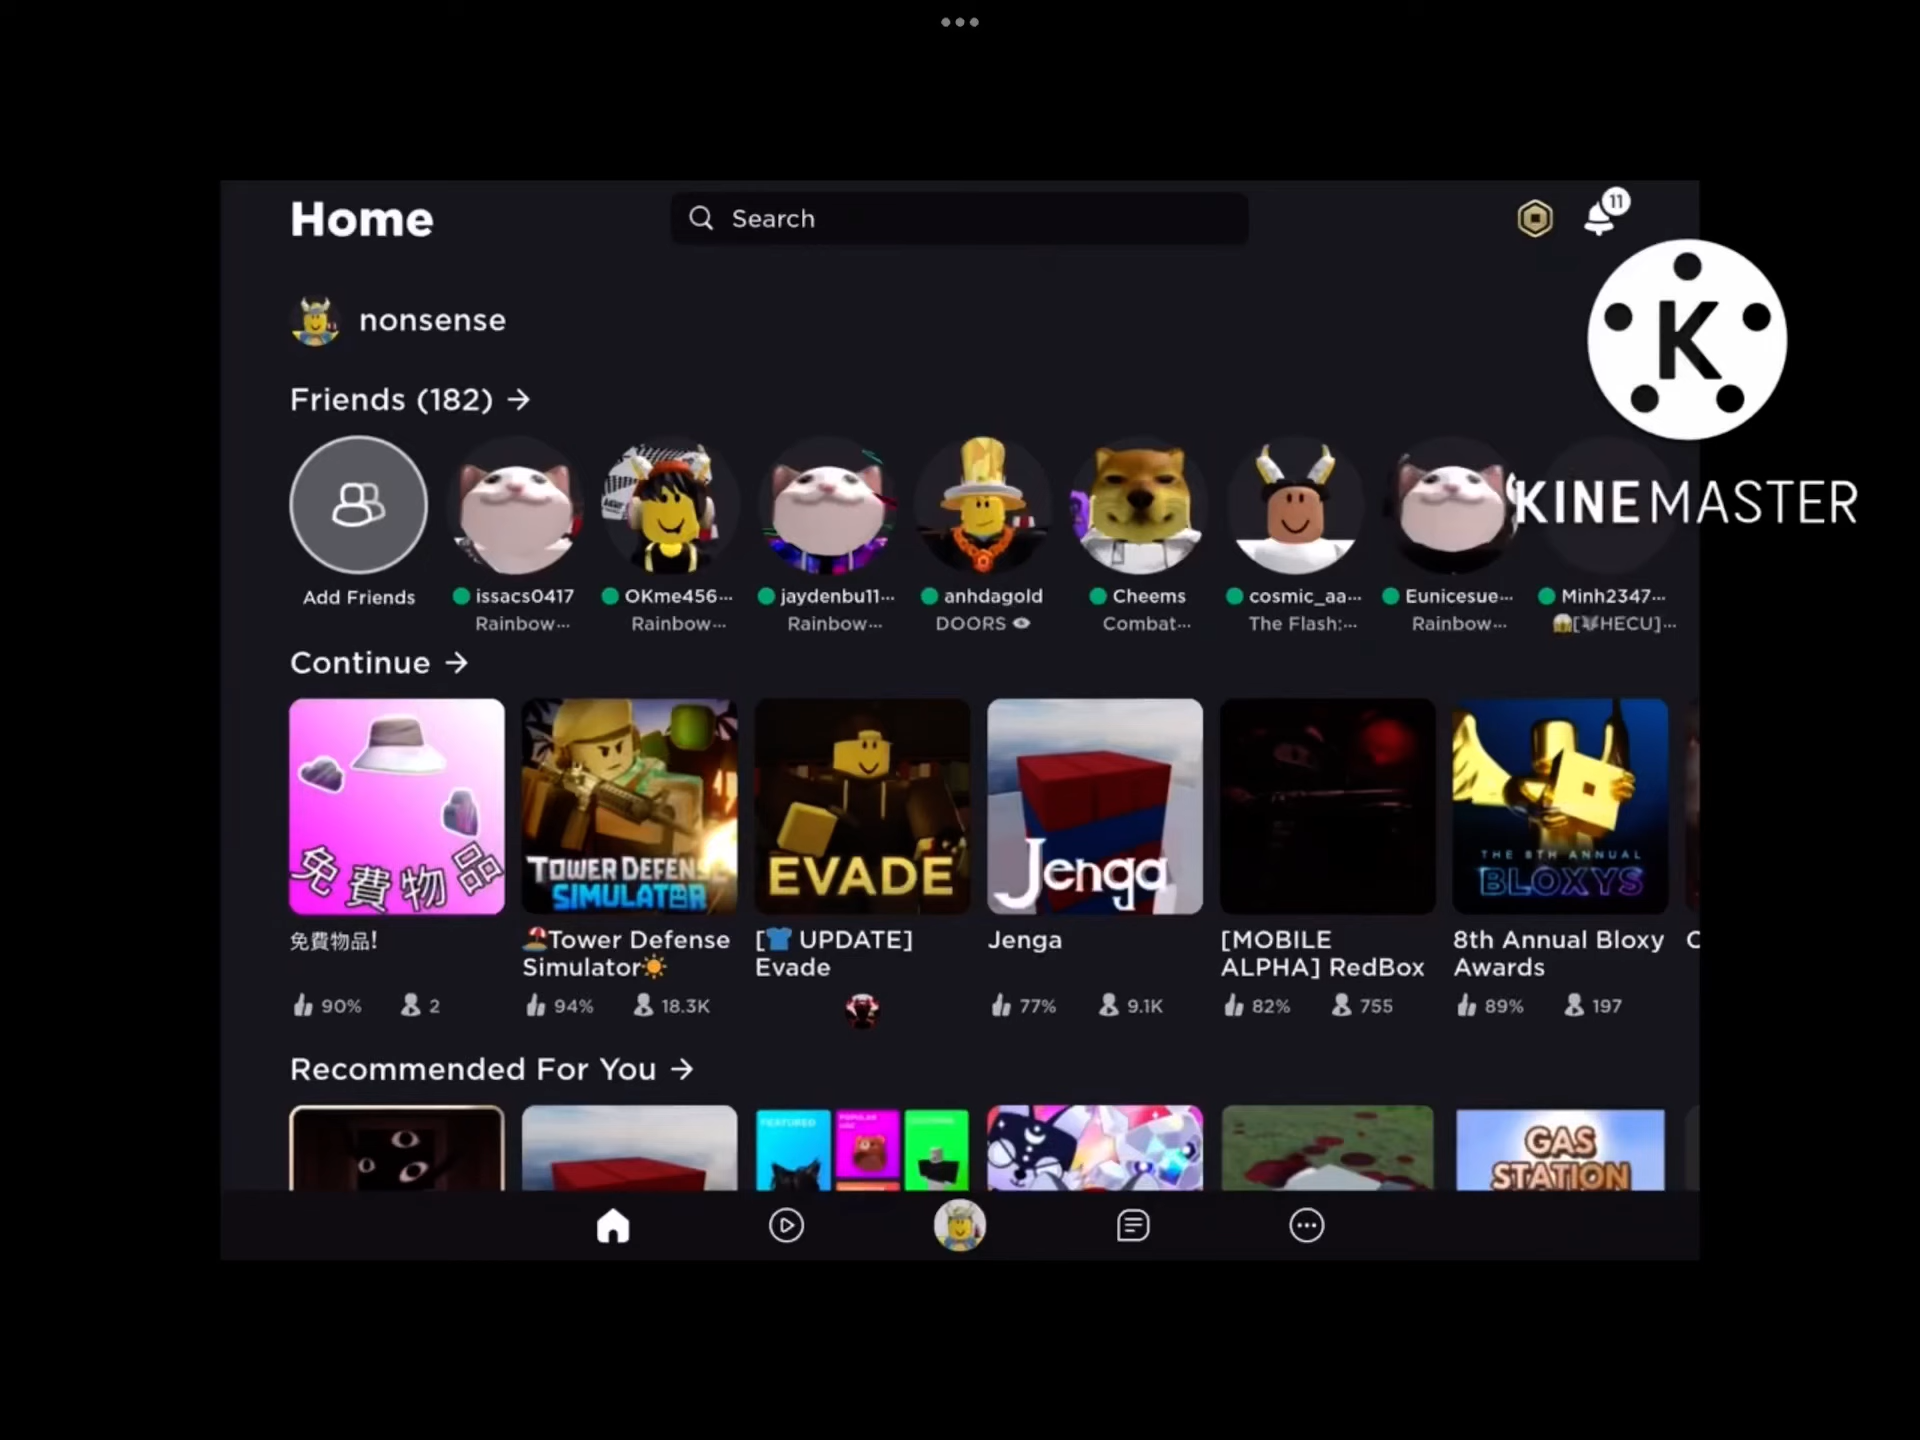 Home
Search
11
nonsense
Friends (182)
K
KINEMASTER
Add Friends
issacs0417
Rainbow...
OKme456...
Rainbow...
jaydenbu11...
Rainbow...
anhdagold
DOORS
Cheems
Combat...
cosmic_aa...
The Flash:...
Eunicesue...
Rainbow...
Minh2347...
HECU]...
Continue
免費物品
TOWER DEFENSE
SIMULATOR
EVADE
Jenga
THE 8TH ANNUAL
BLOXYS
免費物品!
90% 2
Tower Defense
Simulator
94% 18.3K
[👕 UPDATE]
Evade
Jenga
77% 9.1K
[MOBILE
ALPHA] RedBox
82% 755
8th Annual Bloxy
Awards
89% 197
Recommended For You
FEATURED
GAS
STATION